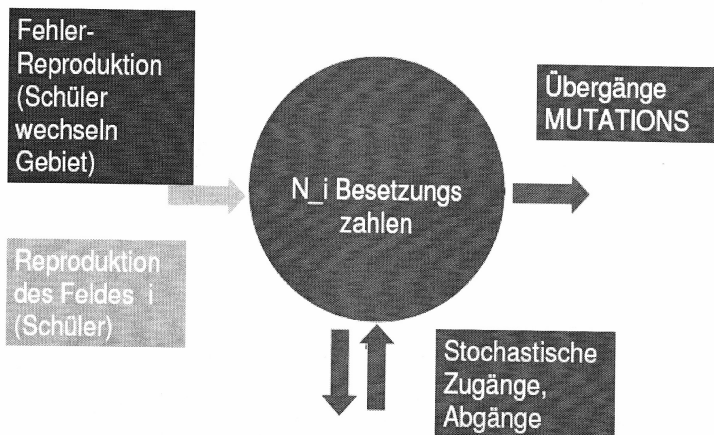 Fehler-
Reproduktion
(Schüler
wechseln
Gebiet)
Übergänge
MUTATIONS
N_i Besetzungs
zahlen
Reproduktion
des Feldes i
(Schüler)
Stochastische
Zugänge,
Abgänge